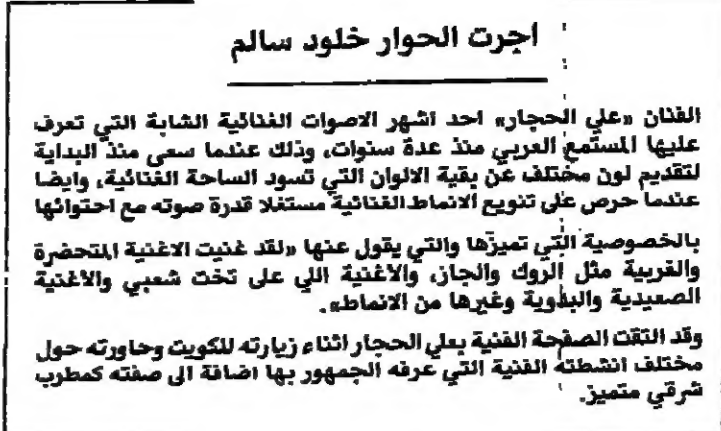 اجرت الحوار خلود سالم
الفنان «علي الحجار» احد اشهر الاصوات الغنائية الشابة التي تعرف
عليها المستمع العربي منذ عدة سنوات، وذلك عندما سعى منذ البداية
لتقديم لون مختلف عن بقية الالوان التي تسود الساحة الغنائية، وايضا
عندما حرص على تنويع الانماط الغنائية مستغلا قدرة صوته مع احتوائها
بالخصوصية التي تميزها والتي يقول عنها «لقد غنيت الاغنية المتحضرة
والغربية مثل الروك والجاز، والأغنية اللي على تخت شعبي والأغنية
الصعيدية والبدوية وغيرها من الانماط».
وقد التقت الصفحة الفنية بعلي الحجار اثناء زيارته للكويت وحاورته حول
مختلف انشطته الفنية التي عرفه الجمهور بها اضافة الى صفته كمطرب
شرقي متميز.